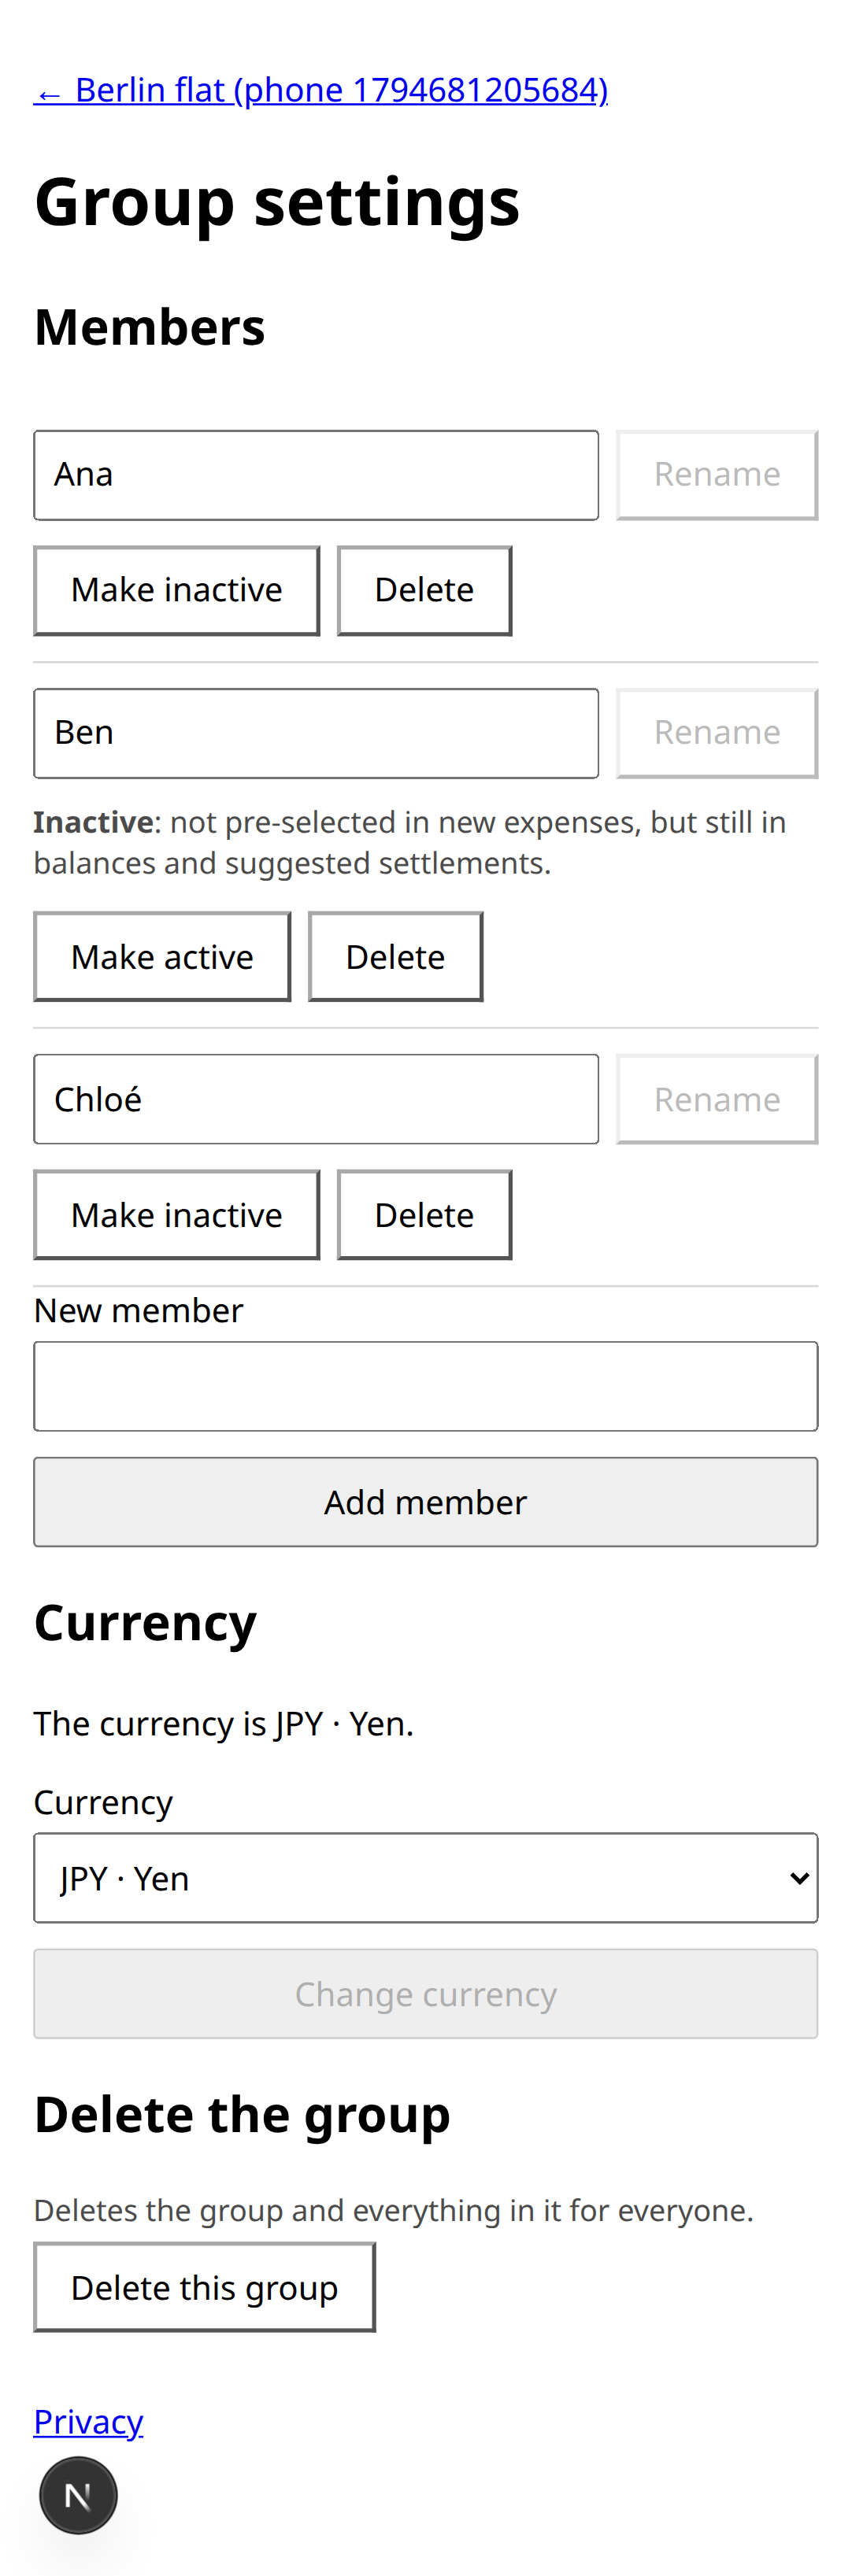 ← Berlin flat (phone 1794681205684)
Group settings
Members
Ana
Rename
Make inactive
Delete
Ben
Rename
Inactive: not pre-selected in new expenses, but still in
balances and suggested settlements.
Make active
Delete
Chloé
Rename
Make inactive
Delete
New member
Add member
Currency
The currency is JPY · Yen.
Currency
JPY · Yen
Change currency
Delete the group
Deletes the group and everything in it for everyone.
Delete this group
Privacy
N